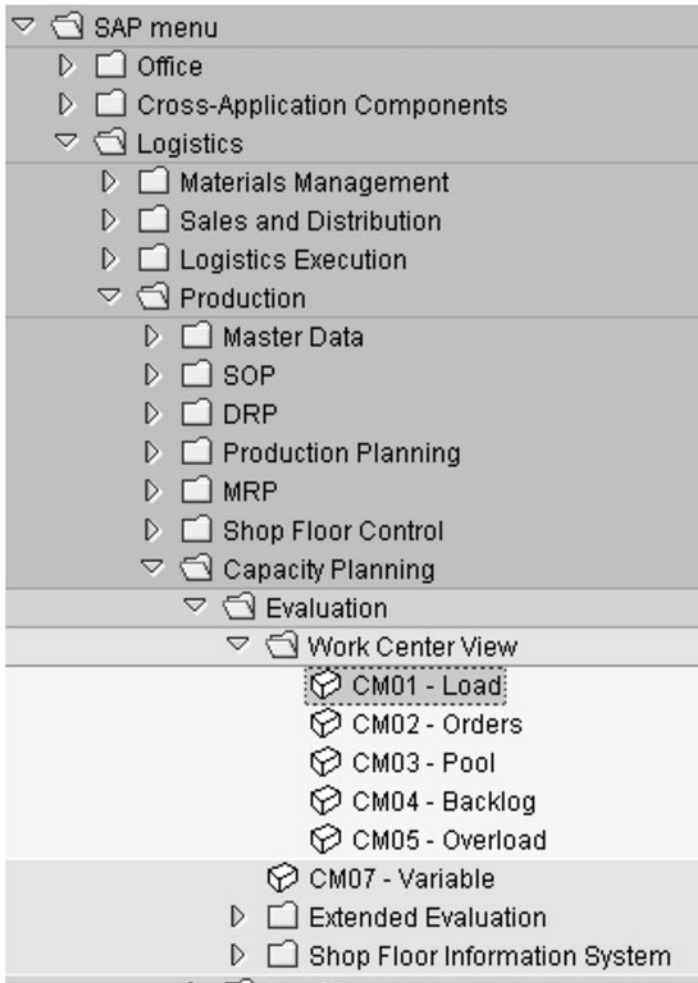 SAP menu
Office
Cross-Application Components
Logistics
Materials Management
Sales and Distribution
Logistics Execution
Production
Master Data
SOP
DRP
Production Planning
MRP
Shop Floor Control
Capacity Planning
Evaluation
Work Center View
CM01 - Load
CM02 - Orders
CM03 - Pool
CM04 - Backlog
CM05 - Overload
CM07 - Variable
Extended Evaluation
Shop Floor Information System